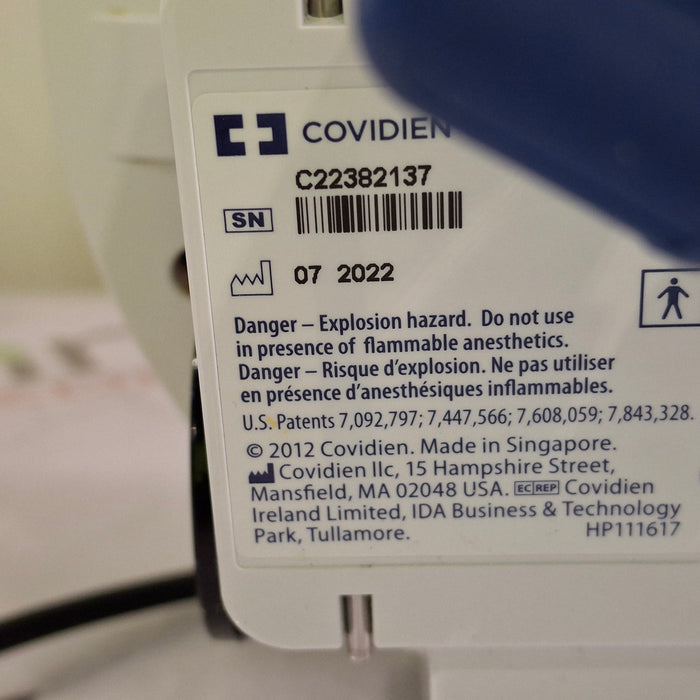 COVIDIEN
C22382137
SN
07 2022
Danger – Explosion hazard. Do not use
in presence of flammable anesthetics.
Danger – Risque d'explosion. Ne pas utiliser
en présence d'anesthésiques inflammables.
U.S. Patents 7,092,797; 7,447,566; 7,608,059; 7,843,328.
© 2012 Covidien. Made in Singapore.
Covidien llc, 15 Hampshire Street,
Mansfield, MA 02048 USA. EC REP Covidien
Ireland Limited, IDA Business & Technology
Park, Tullamore. HP111617